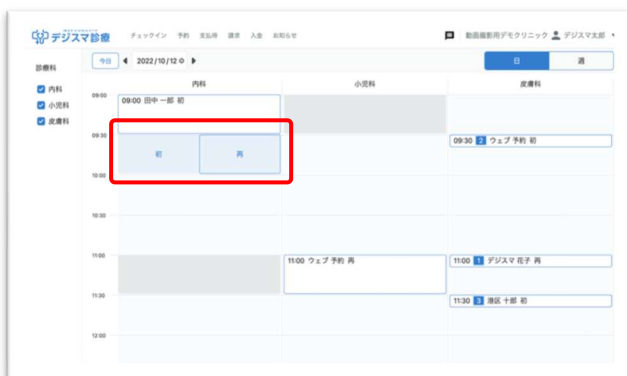 デジスマ診療 チェックイン 予約 支払待 請求 入金 お知らせ 動画撮影用デモクリニック デジスマ太郎
診療科
内科
小児科
皮膚科
今日 2022/10/12 日 週
内科 小児科 皮膚科
09:00
09:00 田中 一郎 初
09:30
初 再
09:30 2 ウェブ 予約 初
10:00
10:30
11:00
11:00 ウェブ 予約 再
11:00 1 デジスマ 花子 再
11:30
11:30 3 港区 十郎 初
12:00